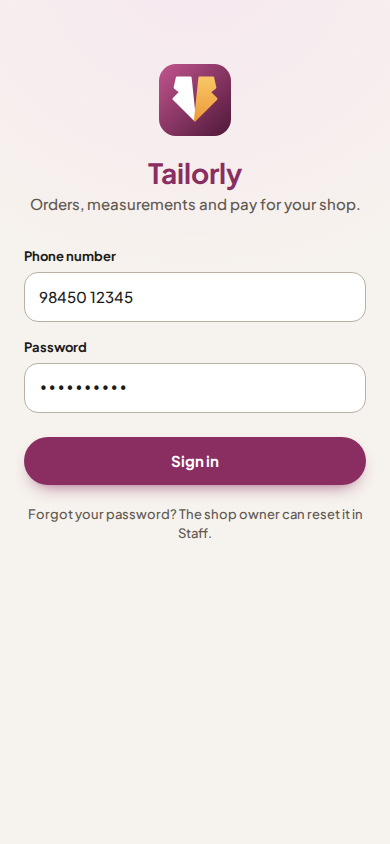 Tailorly
Orders, measurements and pay for your shop.
Phone number
98450 12345
Password
••••••••••
Sign in
Forgot your password? The shop owner can reset it in
Staff.